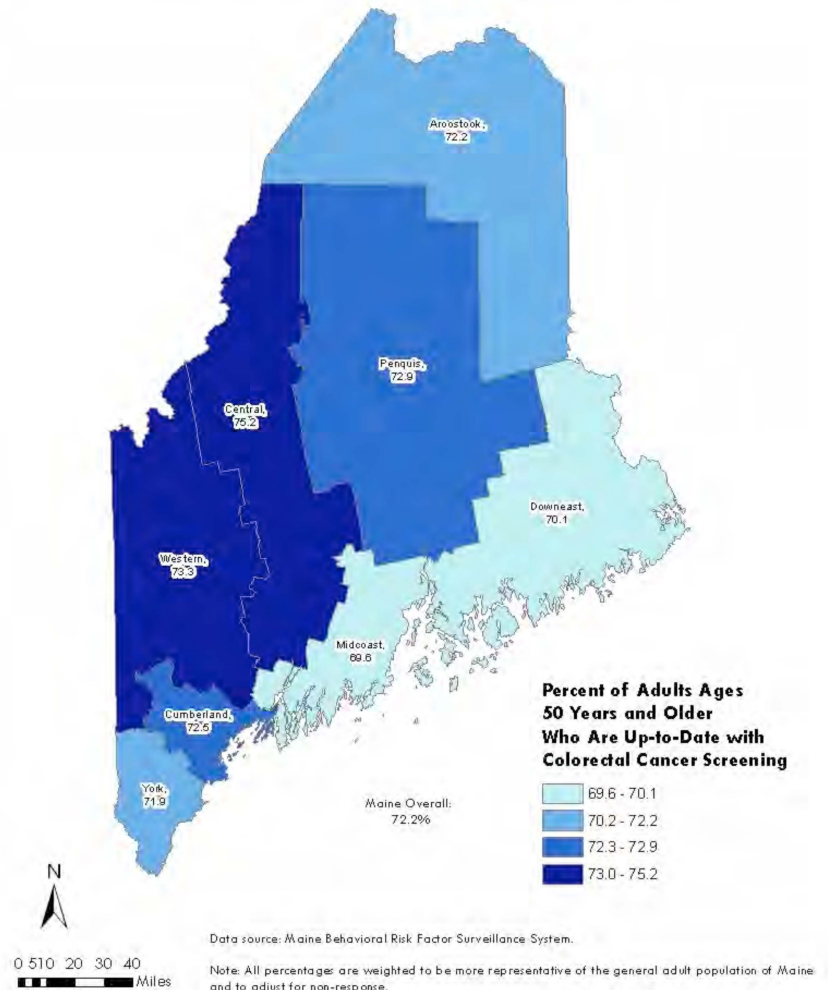 Aroostook,
72.2
Penquis,
72.9
Central,
75.2
Downeast,
70.1
Western,
73.3
Midcoast,
69.6
Cumberland,
72.5
York,
71.9
Maine Overall:
72.2%
Percent of Adults Ages
50 Years and Older
Who Are Up-to-Date with
Colorectal Cancer Screening
69.6 - 70.1
70.2 - 72.2
72.3 - 72.9
73.0 - 75.2
N
0 510 20 30 40
Miles
Data source: Maine Behavioral Risk Factor Surveillance System.
Note: All percentages are weighted to be more representative of the general adult population of Maine
and to adjust for non-response.